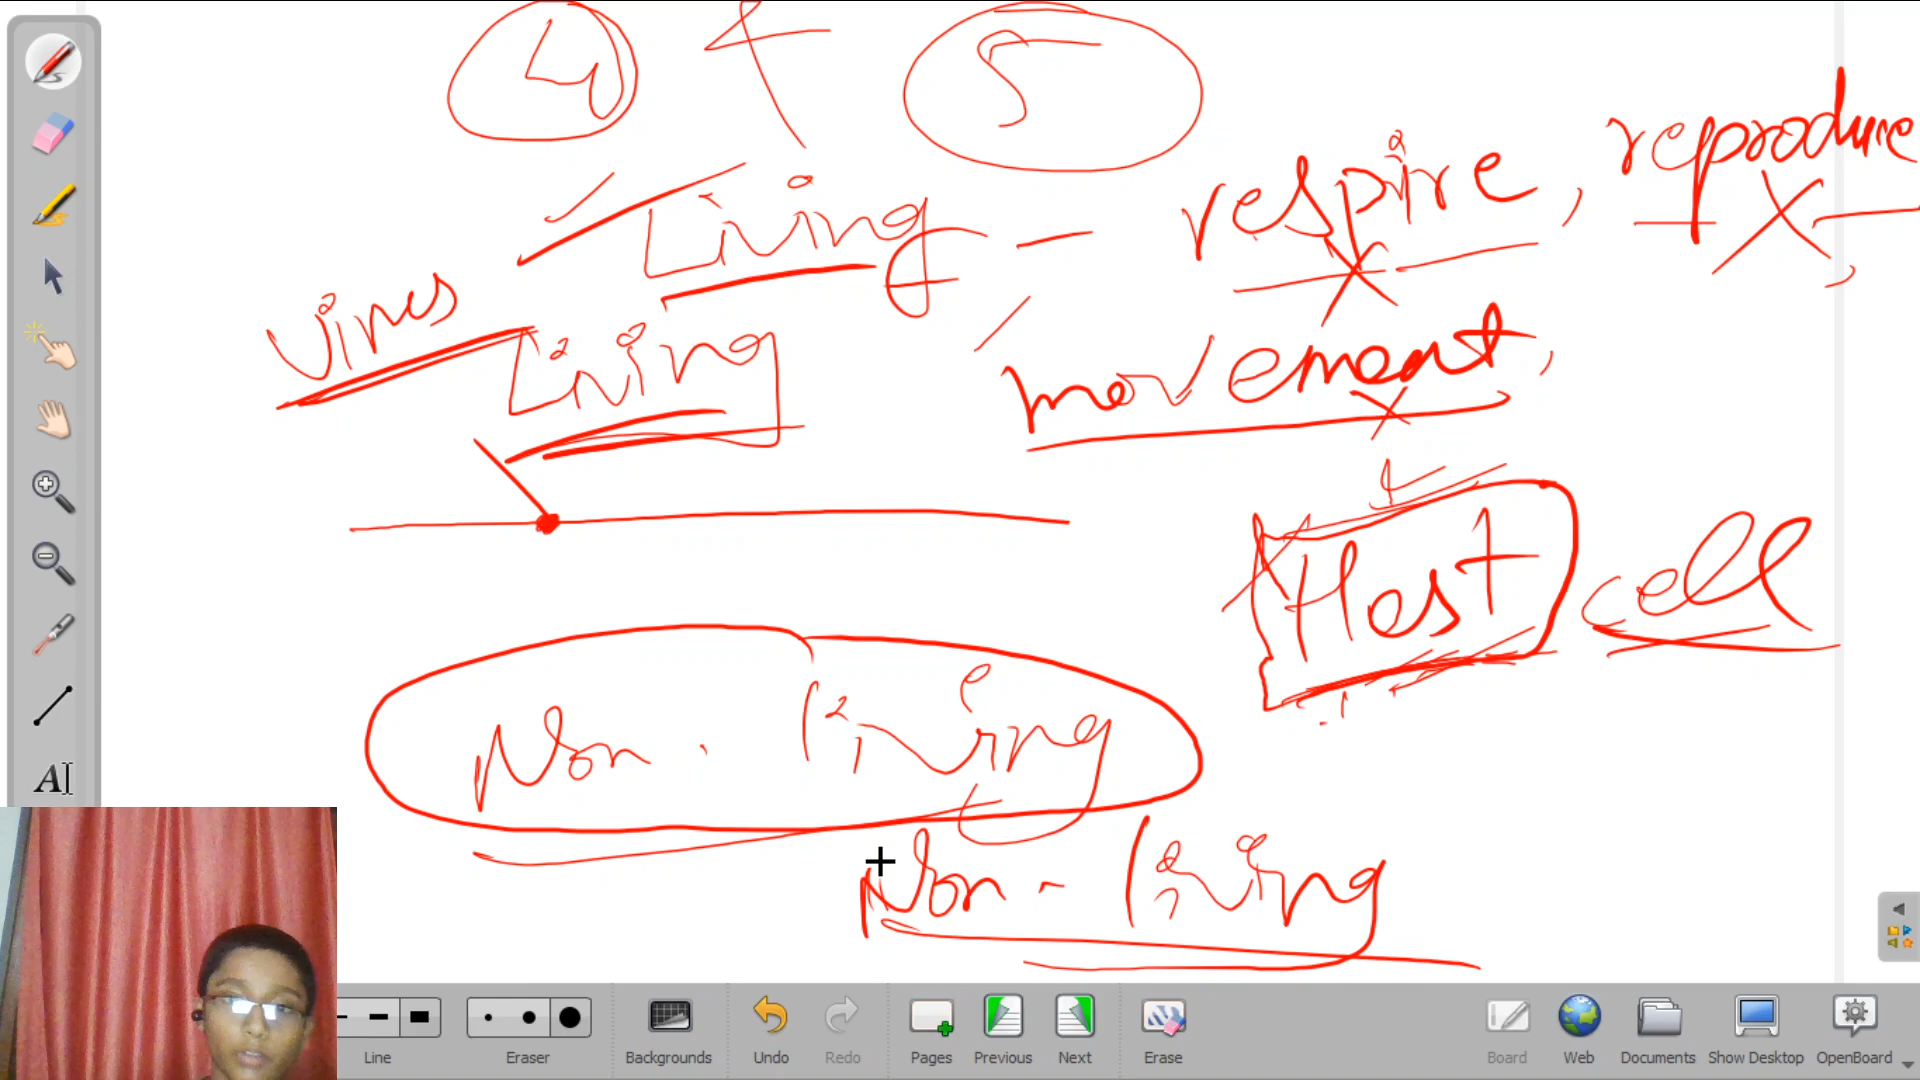 4 5
Living - respire, reproduce,
Virus Living movement,
Host cell
Non - living
Non - living
Line Eraser Backgrounds Undo Redo Pages Previous Next Erase Board Web Documents Show Desktop OpenBoard